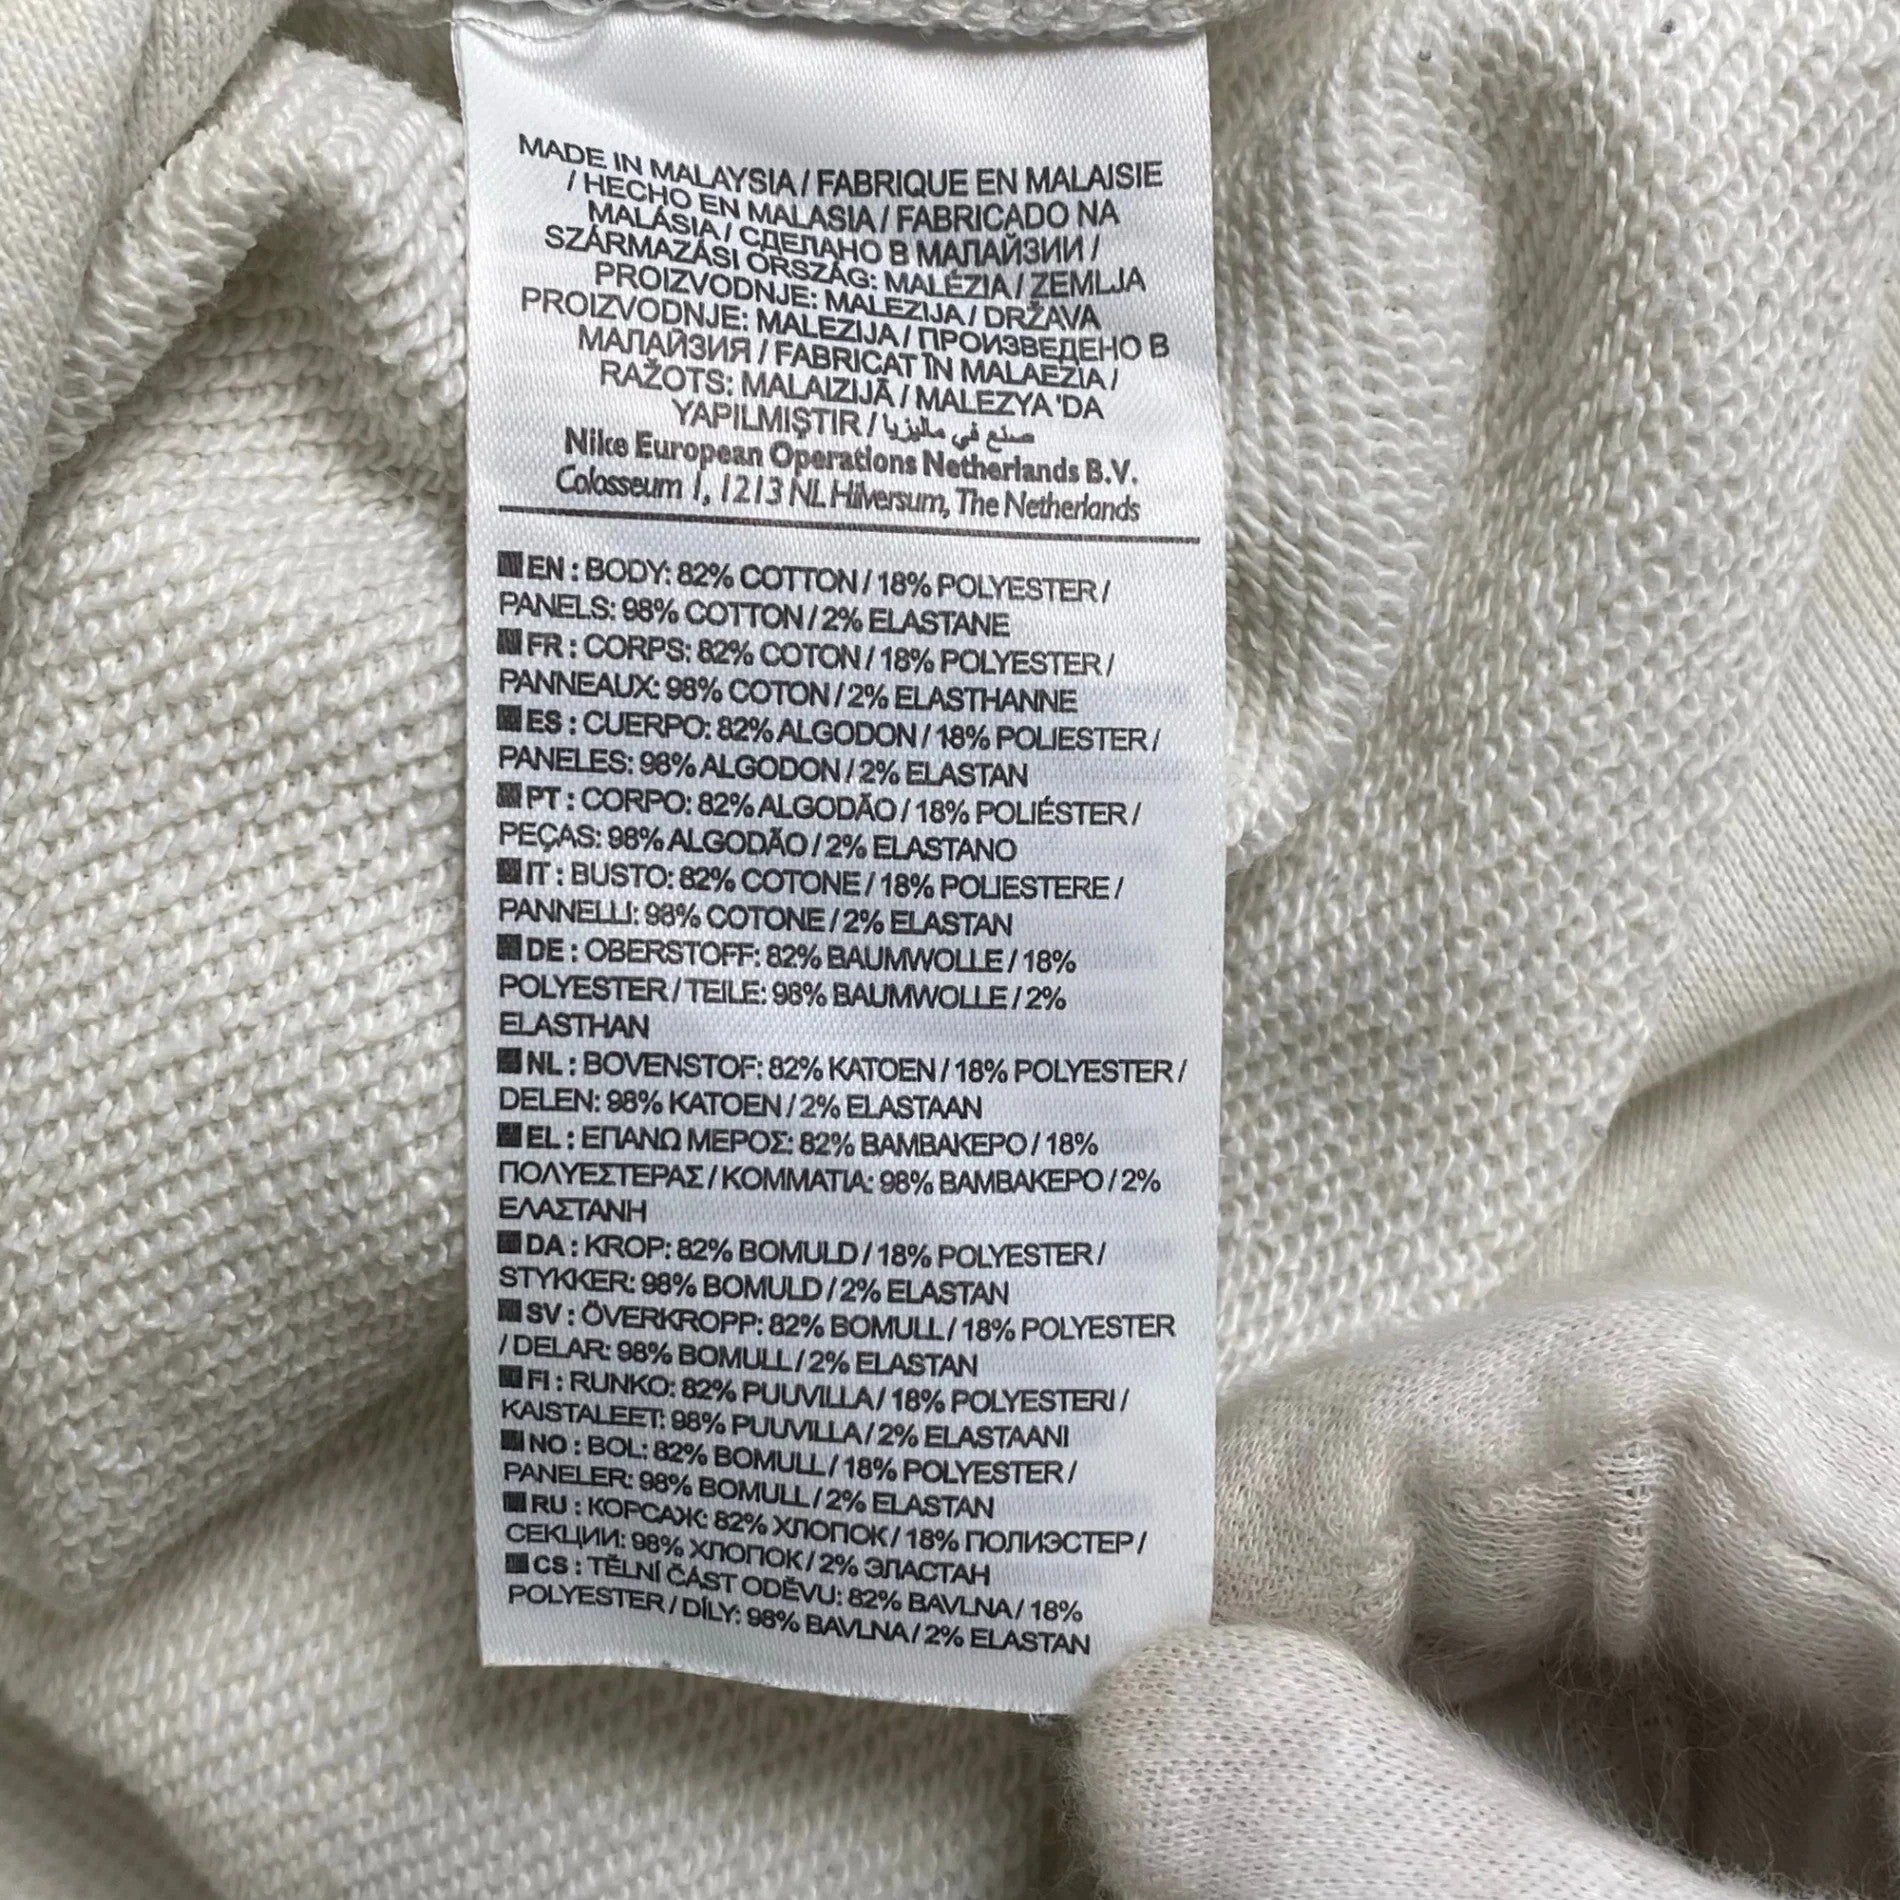 MADE IN MALAYSIA / FABRIQUE EN MALAISIE
/ HECHO EN MALASIA / FABRICADO NA
MALÁSIA / СДЕЛАНО В МАЛАЙЗИИ /
SZÁRMAZÁSI ORSZÁG: MALÉZIA / ZEMLJA
PROIZVODNJE: MALEZIJA / DRŽAVA
PROIZVODNJE: MALEZIJA / ПРОИЗВЕДЕНО В
МАЛАЙЗИЯ / FABRICAT ÎN MALAEZIA /
RAŽOTS: MALAIZIJĀ / MALEZYA 'DA
YAPILMIŞTIR / صنع في ماليزيا
Nike European Operations Netherlands B.V.
Colosseum 1, 1213 NL Hilversum, The Netherlands
EN : BODY: 82% COTTON / 18% POLYESTER /
PANELS: 98% COTTON / 2% ELASTANE
FR : CORPS: 82% COTON / 18% POLYESTER /
PANNEAUX: 98% COTON / 2% ELASTHANNE
ES : CUERPO: 82% ALGODON / 18% POLIESTER /
PANELES: 98% ALGODON / 2% ELASTAN
PT : CORPO: 82% ALGODÃO / 18% POLIÉSTER /
PEÇAS: 98% ALGODÃO / 2% ELASTANO
IT : BUSTO: 82% COTONE / 18% POLIESTERE /
PANNELLI: 98% COTONE / 2% ELASTAN
DE : OBERSTOFF: 82% BAUMWOLLE / 18%
POLYESTER / TEILE: 98% BAUMWOLLE / 2%
ELASTHAN
NL : BOVENSTOF: 82% KATOEN / 18% POLYESTER /
DELEN: 98% KATOEN / 2% ELASTAAN
EL : ΕΠΑΝΩ ΜΕΡΟΣ: 82% ΒΑΜΒΑΚΕΡΟ / 18%
ΠΟΛΥΕΣΤΕΡΑΣ / ΚΟΜΜΑΤΙΑ: 98% ΒΑΜΒΑΚΕΡΟ / 2%
ΕΛΑΣΤΑΝΗ
DA : KROP: 82% BOMULD / 18% POLYESTER /
STYKKER: 98% BOMULD / 2% ELASTAN
SV : ÖVERKROPP: 82% BOMULL / 18% POLYESTER
/ DELAR: 98% BOMULL / 2% ELASTAN
FI : RUNKO: 82% PUUVILLA / 18% POLYESTERI /
KAISTALEET: 98% PUUVILLA / 2% ELASTAANI
NO : BOL: 82% BOMULL / 18% POLYESTER /
PANELER: 98% BOMULL / 2% ELASTAN
RU : КОРСАЖ: 82% ХЛОПОК / 18% ПОЛИЭСТЕР /
СЕКЦИИ: 98% ХЛОПОК / 2% ЭЛАСТАН
CS : TĚLNÍ ČÁST ODĚVU: 82% BAVLNA / 18%
POLYESTER / DÍLY: 98% BAVLNA / 2% ELASTAN